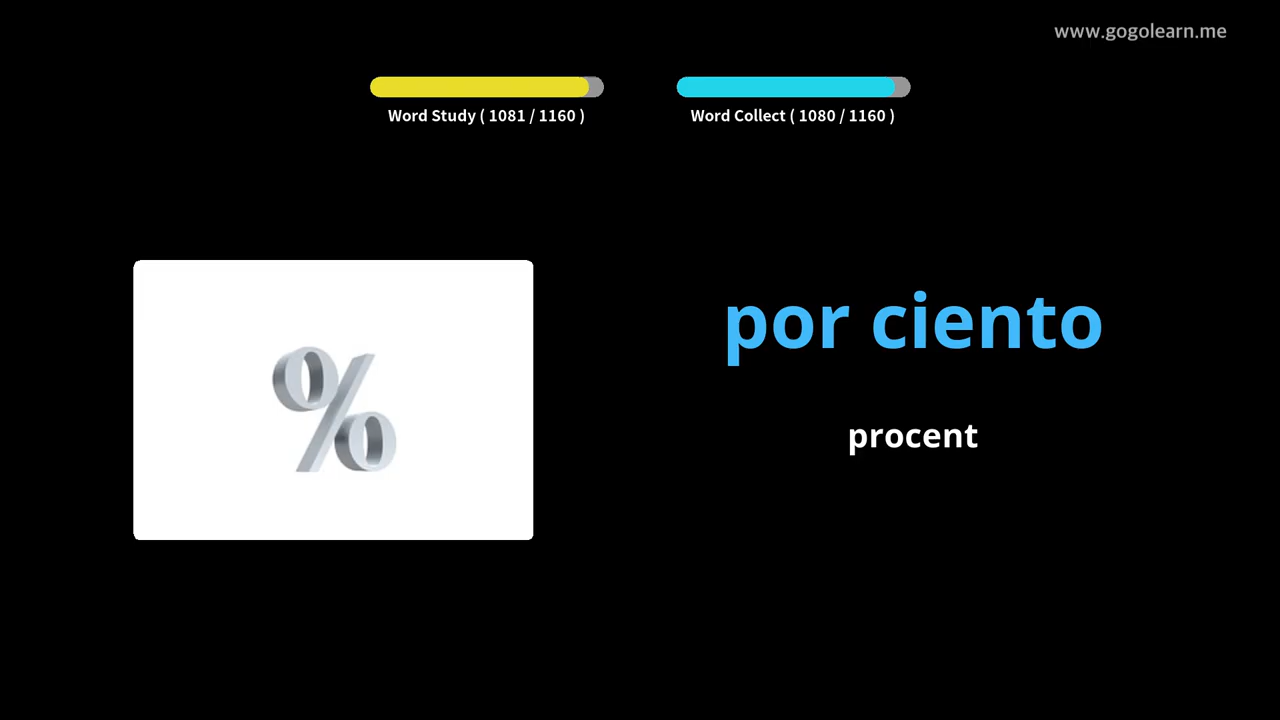 www.gogolearn.me
Word Study ( 1081 / 1160 )
Word Collect ( 1080 / 1160 )
%
por ciento
procent